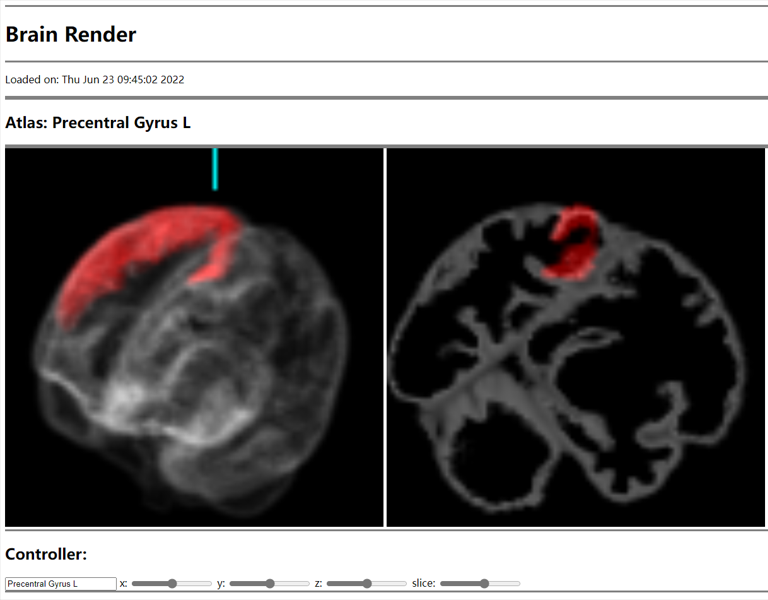 Brain Render
Loaded on: Thu Jun 23 09:45:02 2022
Atlas: Precentral Gyrus L
Controller:
Precentral Gyrus L x: y: z: slice: